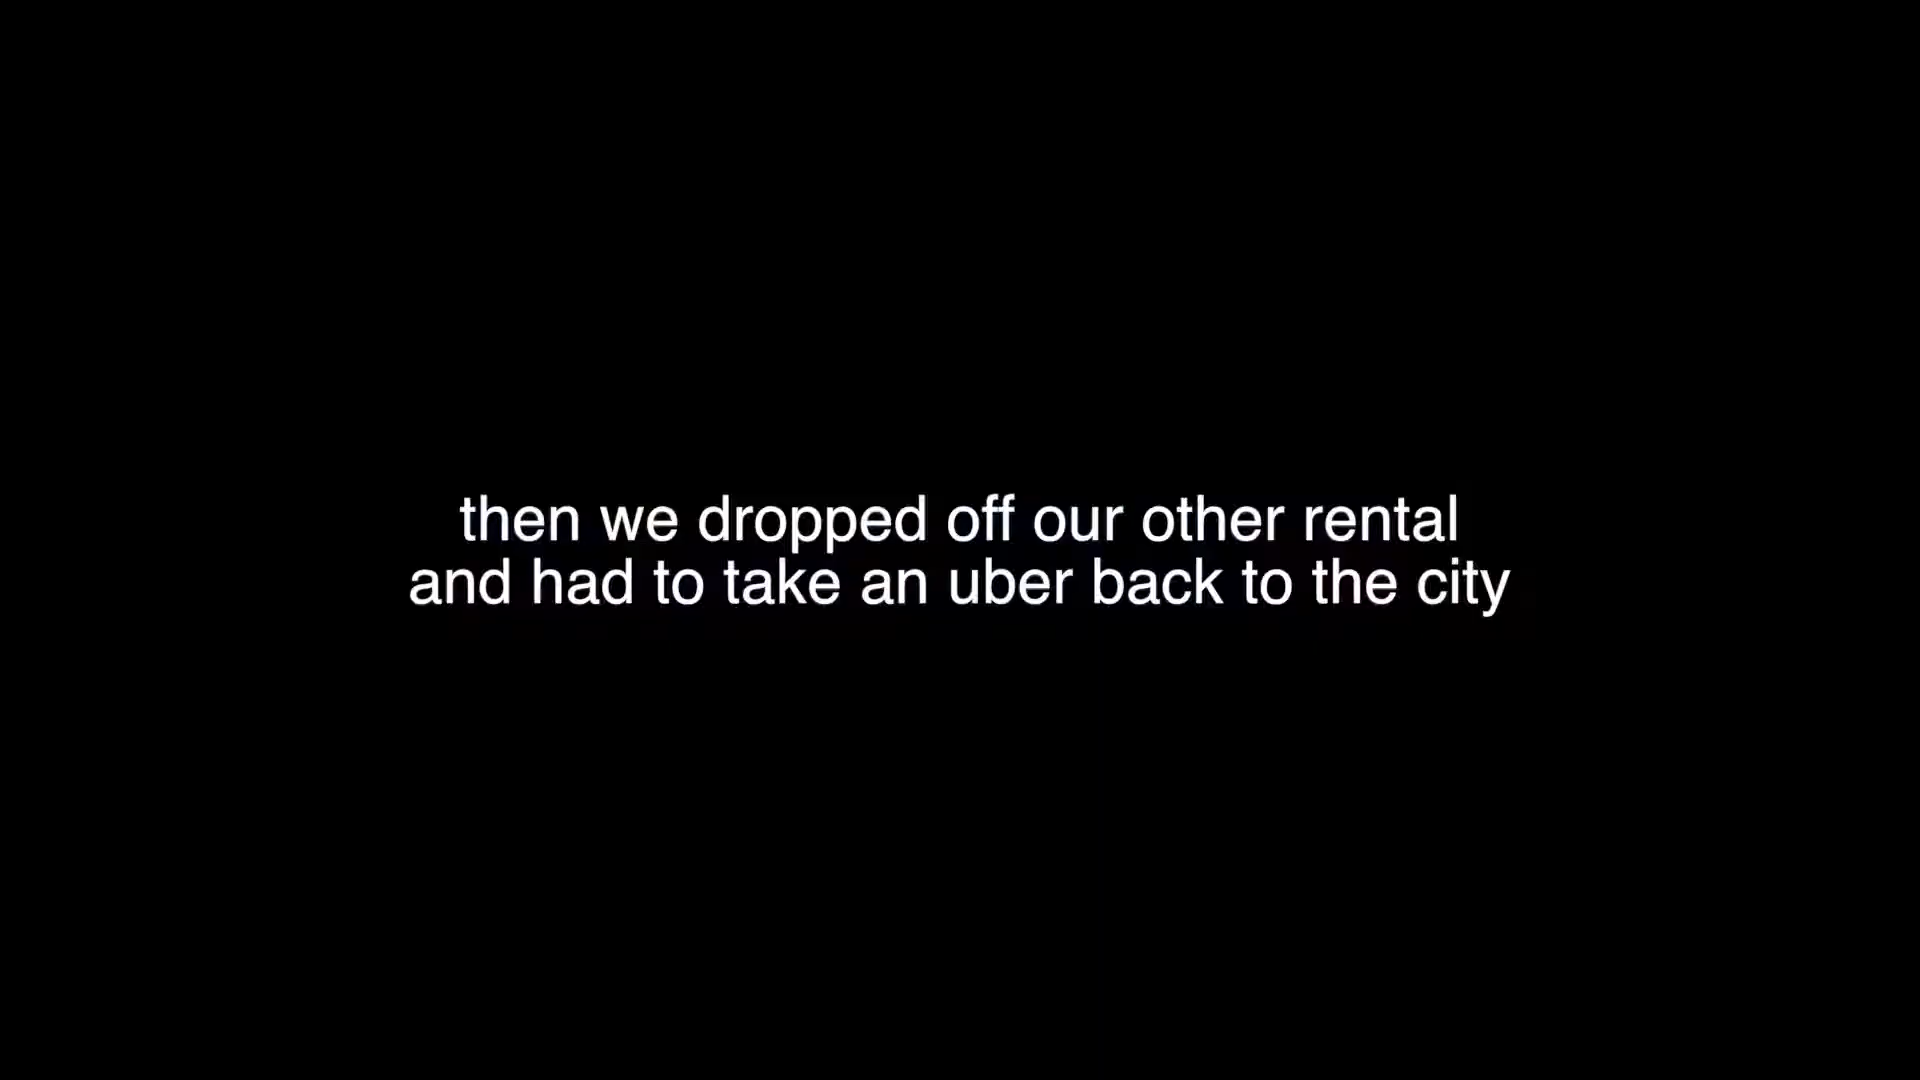 then we dropped off our other rental
and had to take an uber back to the city